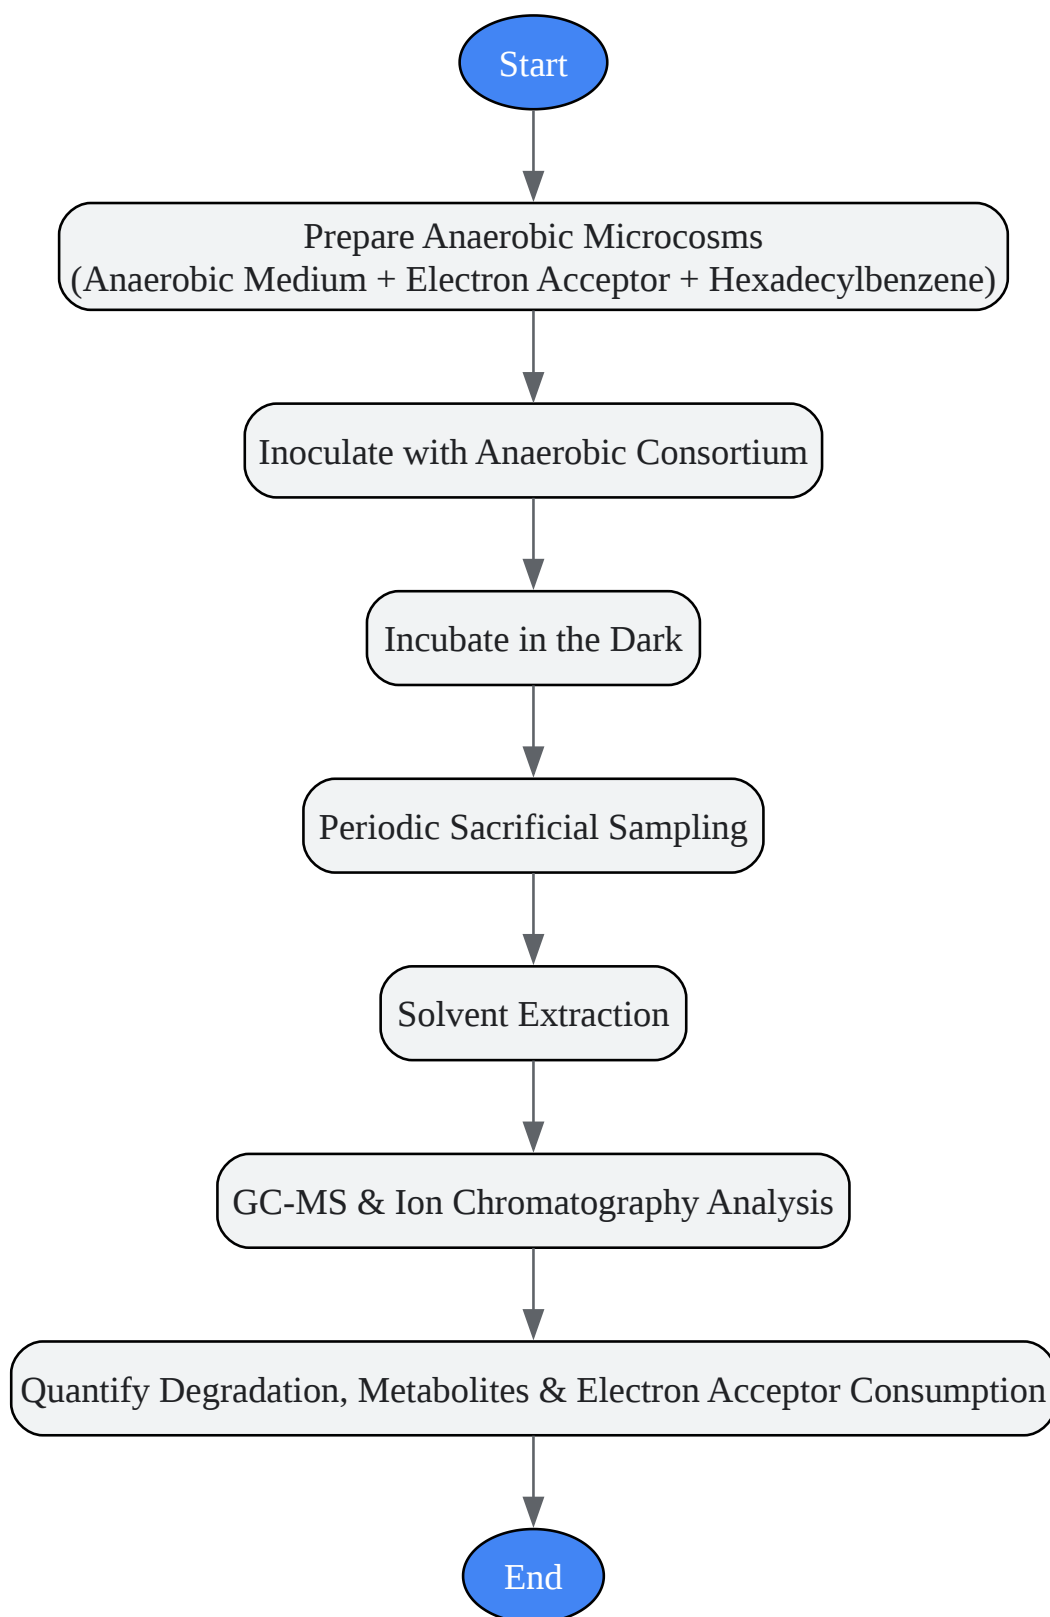 Start
Prepare Anaerobic Microcosms
(Anaerobic Medium + Electron Acceptor + Hexadecylbenzene)
Inoculate with Anaerobic Consortium
Incubate in the Dark
Periodic Sacrificial Sampling
Solvent Extraction
GC-MS & Ion Chromatography Analysis
Quantify Degradation, Metabolites & Electron Acceptor Consumption
End